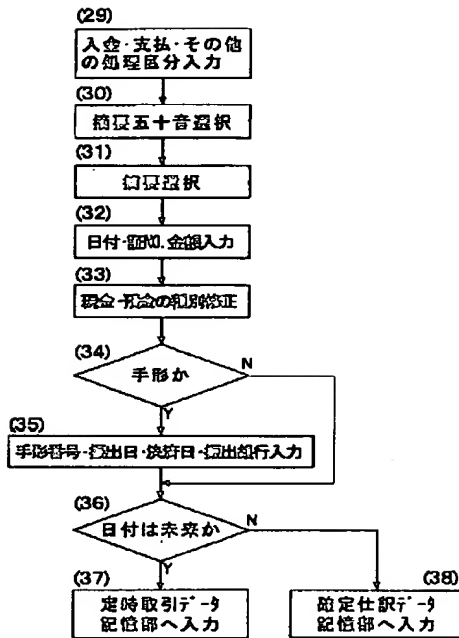 (29)
入金・支払・その他
の処理区分入力
(30)
摘要五十音選択
(31)
摘要選択
(32)
日付・証憑.金額入力
(33)
現金・預金の種別修正
(34)
手形か
N
Y
(35)
手形番号・振出日・決済日・振出銀行入力
(36)
日付は未来か
N
Y
(37)
定時取引データ
記憶部へ入力
(38)
確定仕訳データ
記憶部へ入力